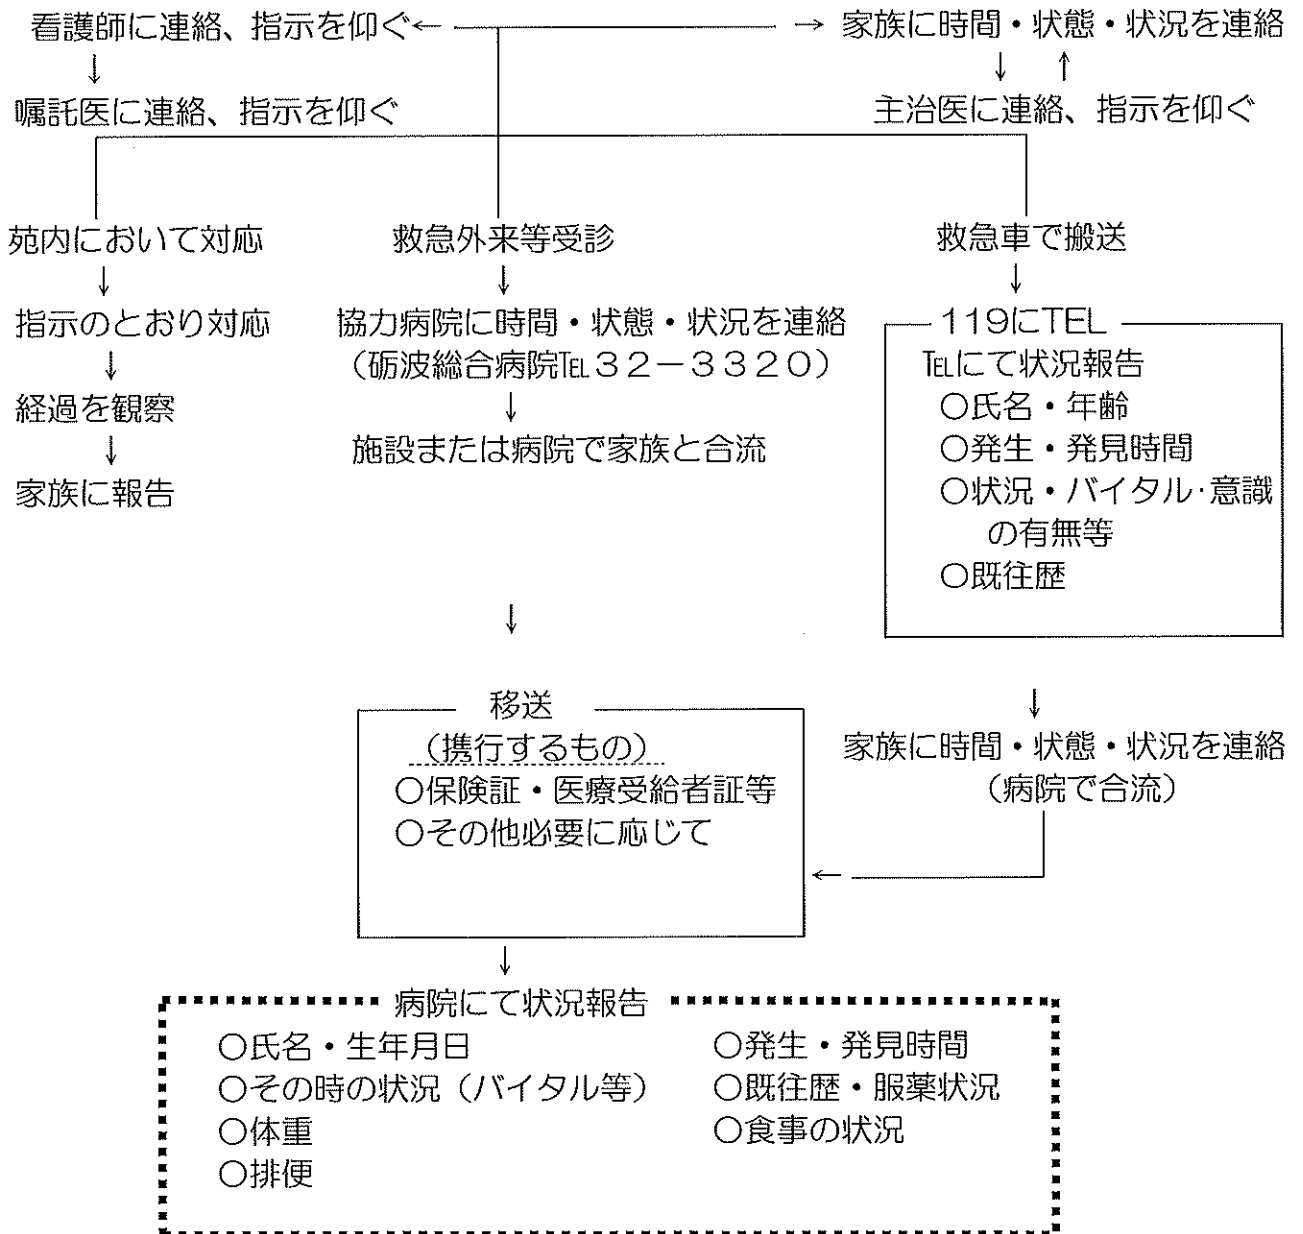 看護師に連絡、指示を仰ぐ← → 家族に時間・状態・状況を連絡
↓ ↓ ↑
嘱託医に連絡、指示を仰ぐ 主治医に連絡、指示を仰ぐ
苑内において対応 救急外来等受診 救急車で搬送
↓ ↓ ↓
指示のとおり対応 協力病院に時間・状態・状況を連絡
(砺波総合病院℡32-3320)
↓
経過を観察
↓
家族に報告
↓
施設または病院で家族と合流
↓
119にTEL
℡にて状況報告
○氏名・年齢
○発生・発見時間
○状況・バイタル・意識
の有無等
○既往歴
↓
家族に時間・状態・状況を連絡
(病院で合流)
←
移送
(携行するもの)
○保険証・医療受給者証等
○その他必要に応じて
↓
病院にて状況報告
○氏名・生年月日 ○発生・発見時間
○その時の状況(バイタル等) ○既往歴・服薬状況
○体重 ○食事の状況
○排便